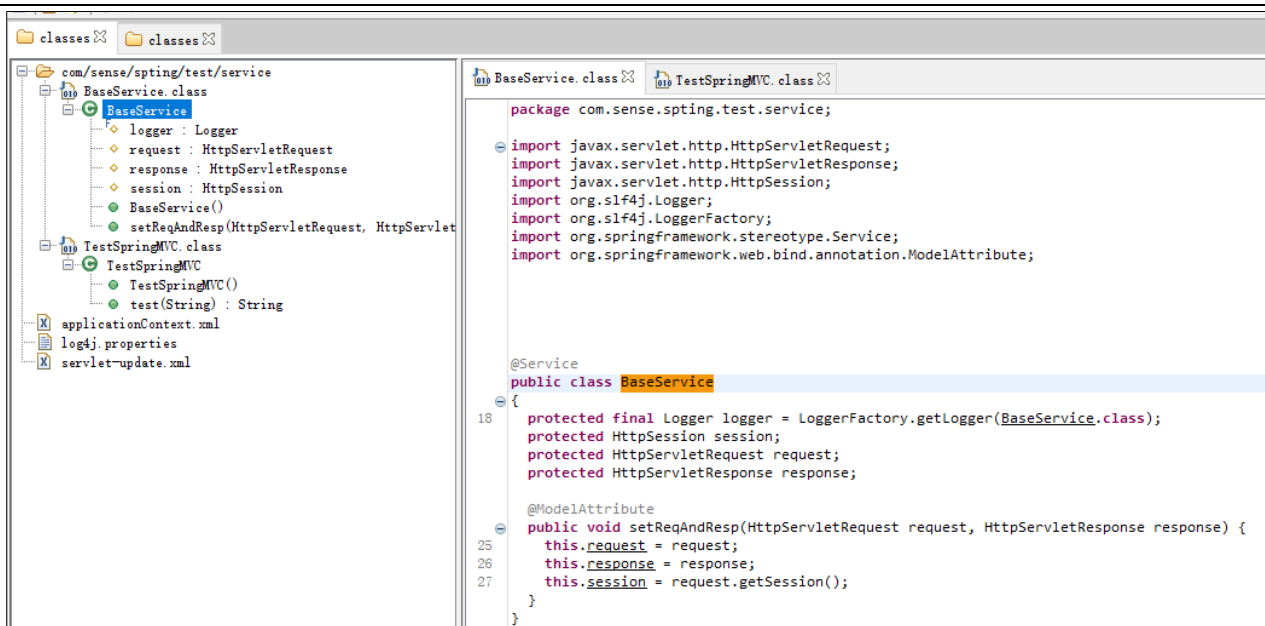 classes
classes
com/sense/spting/test/service
BaseService.class
BaseService
logger : Logger
request : HttpServletRequest
response : HttpServletResponse
session : HttpSession
BaseService()
setReqAndResp(HttpServletRequest, HttpServlet
TestSpringMVC.class
TestSpringMVC
TestSpringMVC()
test(String) : String
applicationContext.xml
log4j.properties
servlet-update.xml
BaseService.class
TestSpringMVC.class
package com.sense.spting.test.service;
import javax.servlet.http.HttpServletRequest;
import javax.servlet.http.HttpServletResponse;
import javax.servlet.http.HttpSession;
import org.slf4j.Logger;
import org.slf4j.LoggerFactory;
import org.springframework.stereotype.Service;
import org.springframework.web.bind.annotation.ModelAttribute;
@Service
public class BaseService
{
18 protected final Logger logger = LoggerFactory.getLogger(BaseService.class);
protected HttpSession session;
protected HttpServletRequest request;
protected HttpServletResponse response;
@ModelAttribute
public void setReqAndResp(HttpServletRequest request, HttpServletResponse response) {
25 this.request = request;
26 this.response = response;
27 this.session = request.getSession();
}
}